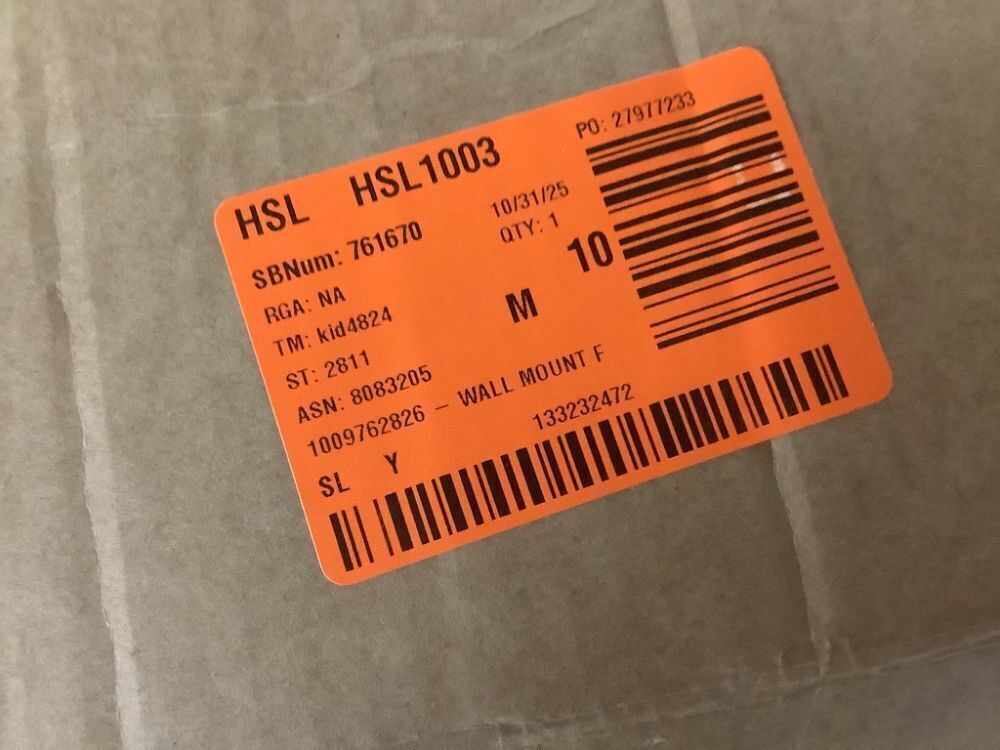 HSL HSL1003
PO: 27977233
SBNum: 761670 10/31/25
RGA: NA QTY: 1
TM: kid4824 M 10
ST: 2811
ASN: 8083205
1009762826 – WALL MOUNT F
SL Y 133232472